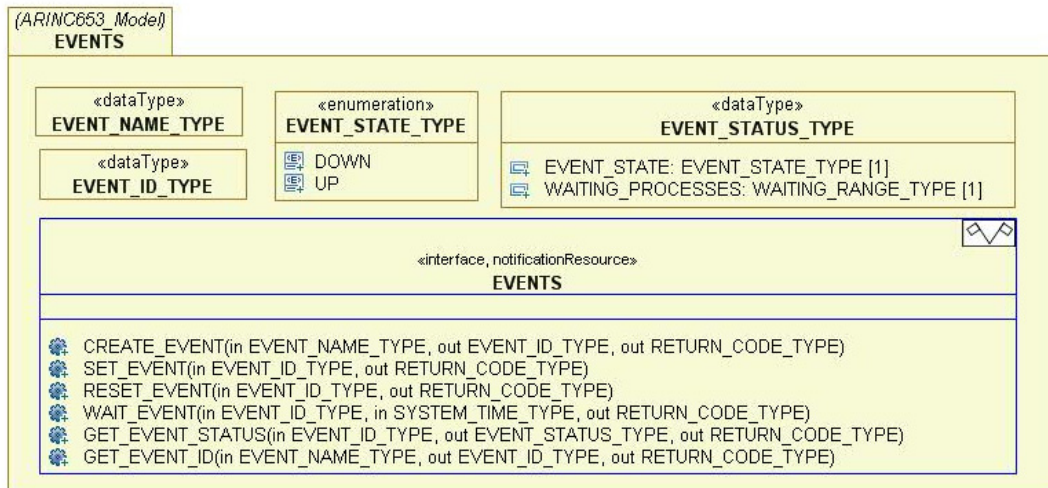 (ARINC653_Model)
EVENTS
«dataType»
EVENT_NAME_TYPE
«dataType»
EVENT_ID_TYPE
«enumeration»
EVENT_STATE_TYPE
DOWN
UP
«dataType»
EVENT_STATUS_TYPE
EVENT_STATE: EVENT_STATE_TYPE [1]
WAITING_PROCESSES: WAITING_RANGE_TYPE [1]
«interface, notificationResource»
EVENTS
CREATE_EVENT(in EVENT_NAME_TYPE, out EVENT_ID_TYPE, out RETURN_CODE_TYPE)
SET_EVENT(in EVENT_ID_TYPE, out RETURN_CODE_TYPE)
RESET_EVENT(in EVENT_ID_TYPE, out RETURN_CODE_TYPE)
WAIT_EVENT(in EVENT_ID_TYPE, in SYSTEM_TIME_TYPE, out RETURN_CODE_TYPE)
GET_EVENT_STATUS(in EVENT_ID_TYPE, out EVENT_STATUS_TYPE, out RETURN_CODE_TYPE)
GET_EVENT_ID(in EVENT_NAME_TYPE, out EVENT_ID_TYPE, out RETURN_CODE_TYPE)